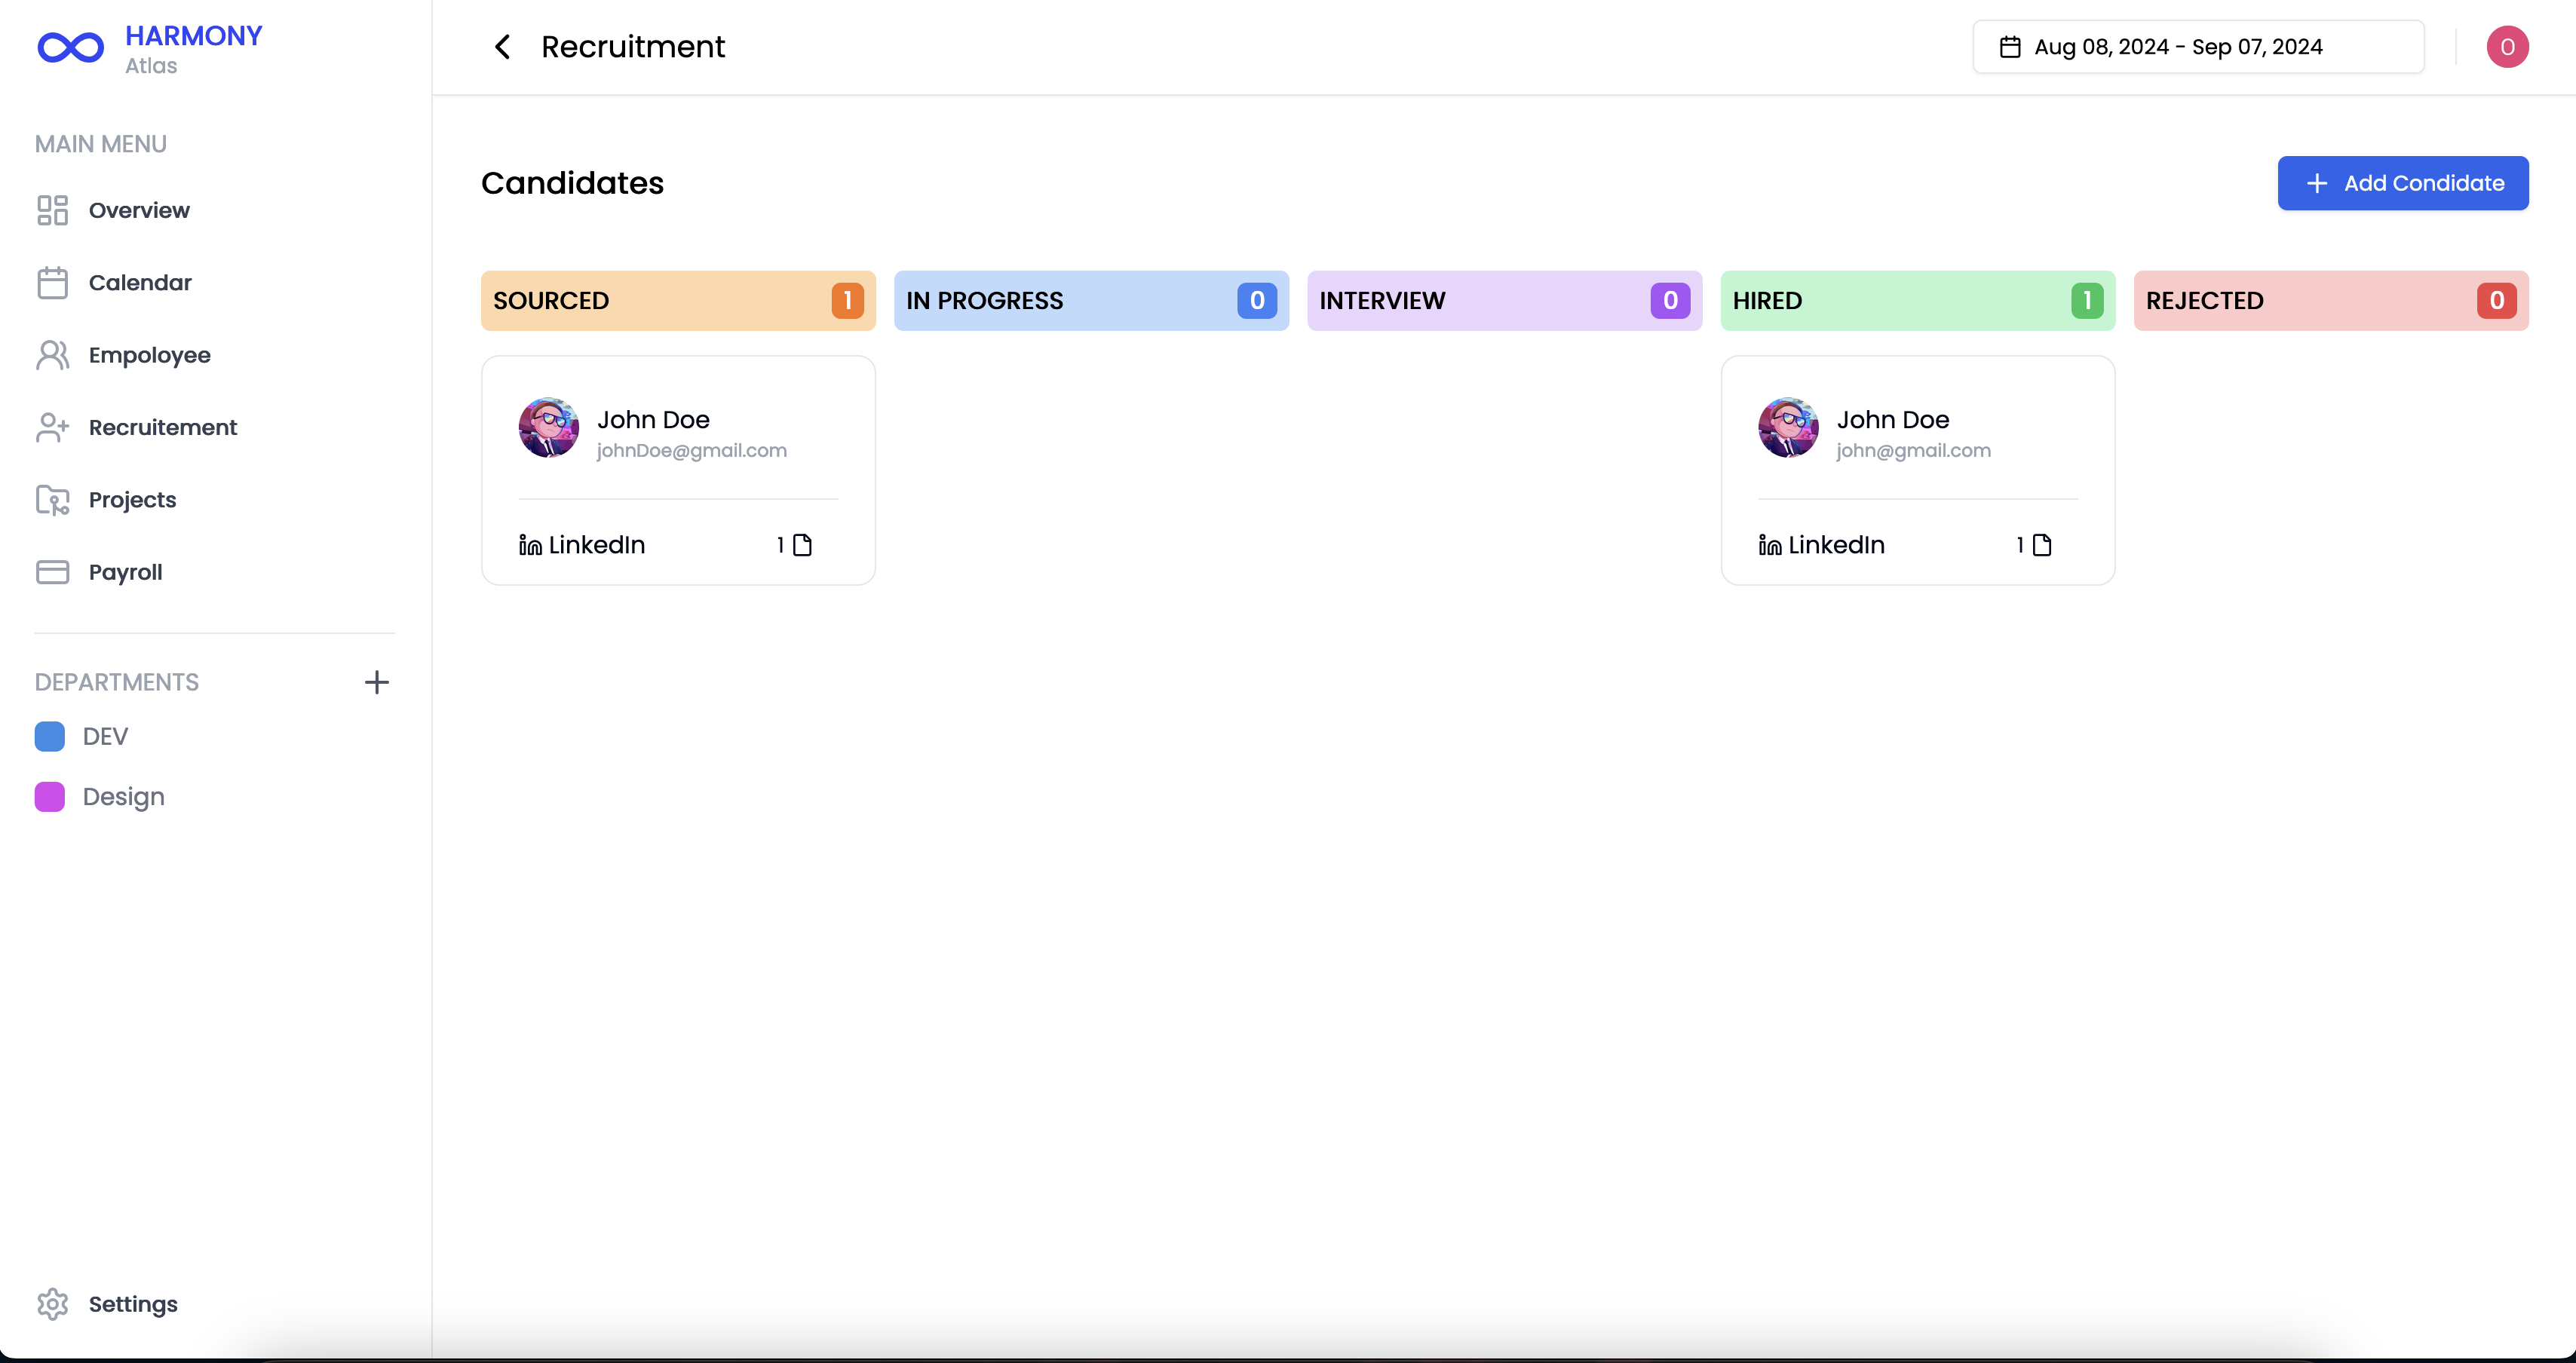 HARMONY
Atlas
MAIN MENU
Overview
Calendar
Empoloyee
Recruitement
Projects
Payroll
DEPARTMENTS
DEV
Design
Settings
Recruitment
Aug 08, 2024 - Sep 07, 2024
O
Candidates
Add Condidate
SOURCED 1
IN PROGRESS 0
INTERVIEW 0
HIRED 1
REJECTED 0
John Doe
johnDoe@gmail.com
in LinkedIn 1
John Doe
john@gmail.com
in LinkedIn 1